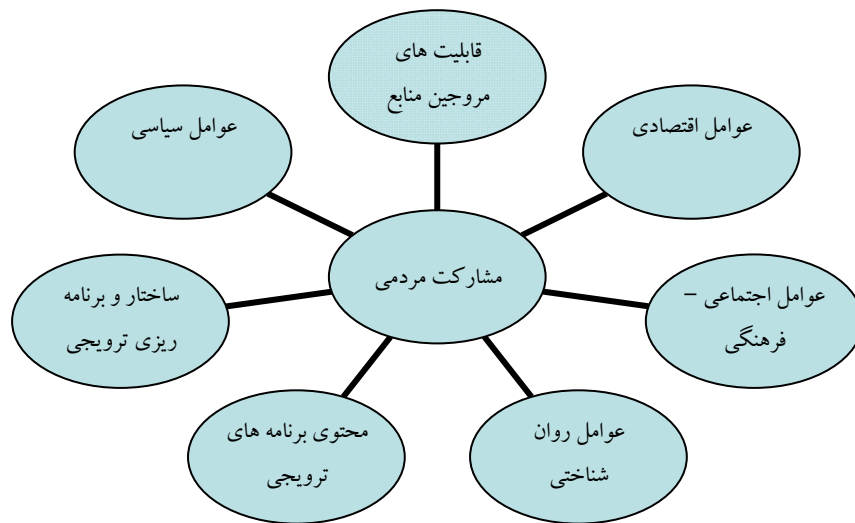 قابلیت های
مروجین منابع
عوامل اقتصادی
عوامل سیاسی
مشارکت مردمی
عوامل اجتماعی –
فرهنگی
ساختار و برنامه
ریزی ترویجی
عوامل روان
شناختی
محتوی برنامه های
ترویجی